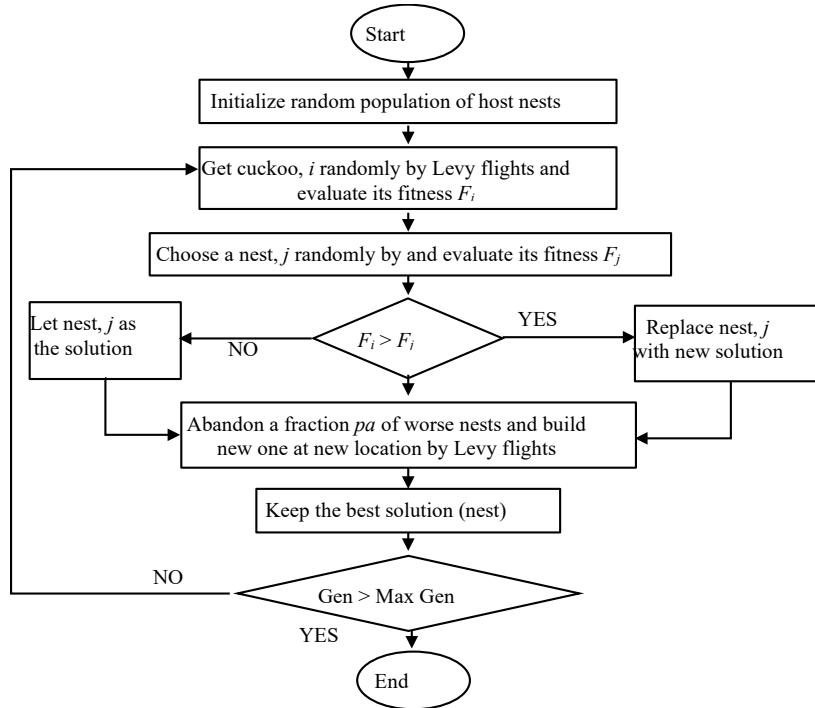 Start
Initialize random population of host nests
Get cuckoo, i randomly by Levy flights and
evaluate its fitness Fi
Choose a nest, j randomly by and evaluate its fitness Fj
Let nest, j as
the solution
NO
Fi > Fj
YES
Replace nest, j
with new solution
Abandon a fraction pa of worse nests and build
new one at new location by Levy flights
Keep the best solution (nest)
NO
Gen > Max Gen
YES
End